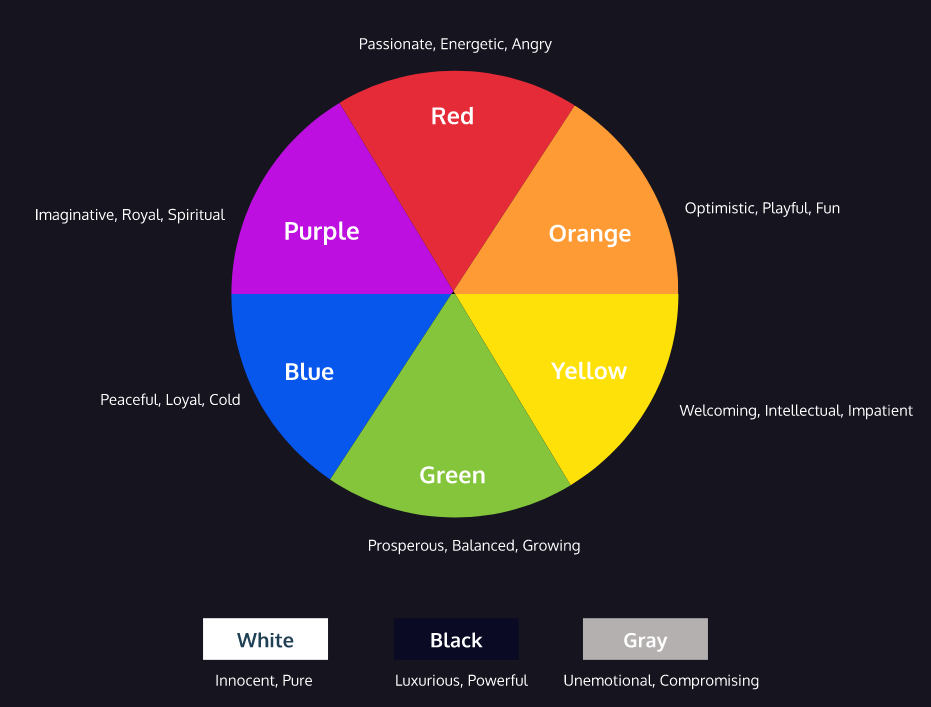 Passionate, Energetic, Angry
Red
Optimistic, Playful, Fun
Imaginative, Royal, Spiritual
Purple
Orange
Blue
Yellow
Peaceful, Loyal, Cold
Welcoming, Intellectual, Impatient
Green
Prosperous, Balanced, Growing
White
Black
Gray
Innocent, Pure
Luxurious, Powerful
Unemotional, Compromising